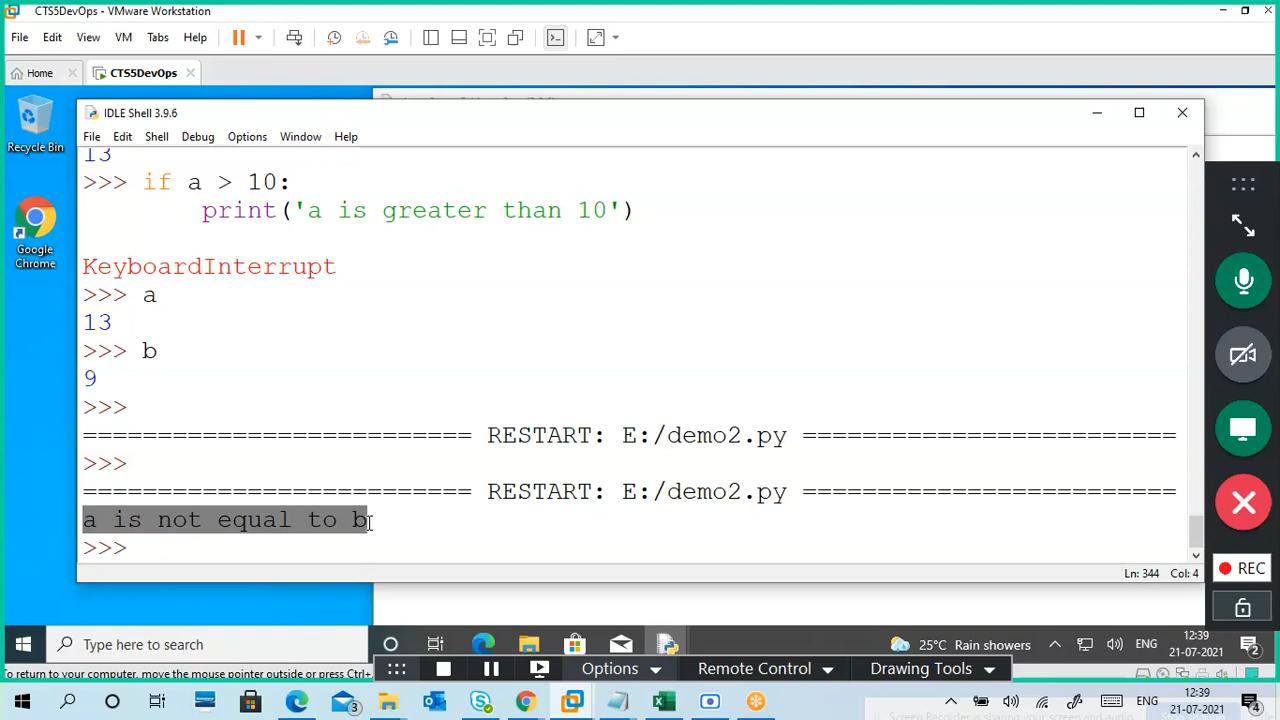 CTS5DevOps - VMware Workstation
File Edit View VM Tabs Help
Home
CTS5DevOps
Recycle Bin
Google Chrome
IDLE Shell 3.9.6
File Edit Shell Debug Options Window Help
13
>>> if a > 10:
print('a is greater than 10')
KeyboardInterrupt
>>> a
13
>>> b
9
>>>
========================== RESTART: E:/demo2.py =========================
>>>
========================== RESTART: E:/demo2.py =========================
a is not equal to b
>>>
Ln: 344 Col: 4
REC
Type here to search
25°C Rain showers
ENG
12:39
21-07-2021
2
to return to your computer, move the mouse pointer outside or press Ctrl+
Options
Remote Control
Drawing Tools
3
ENG
12:39
21-07-2021
4